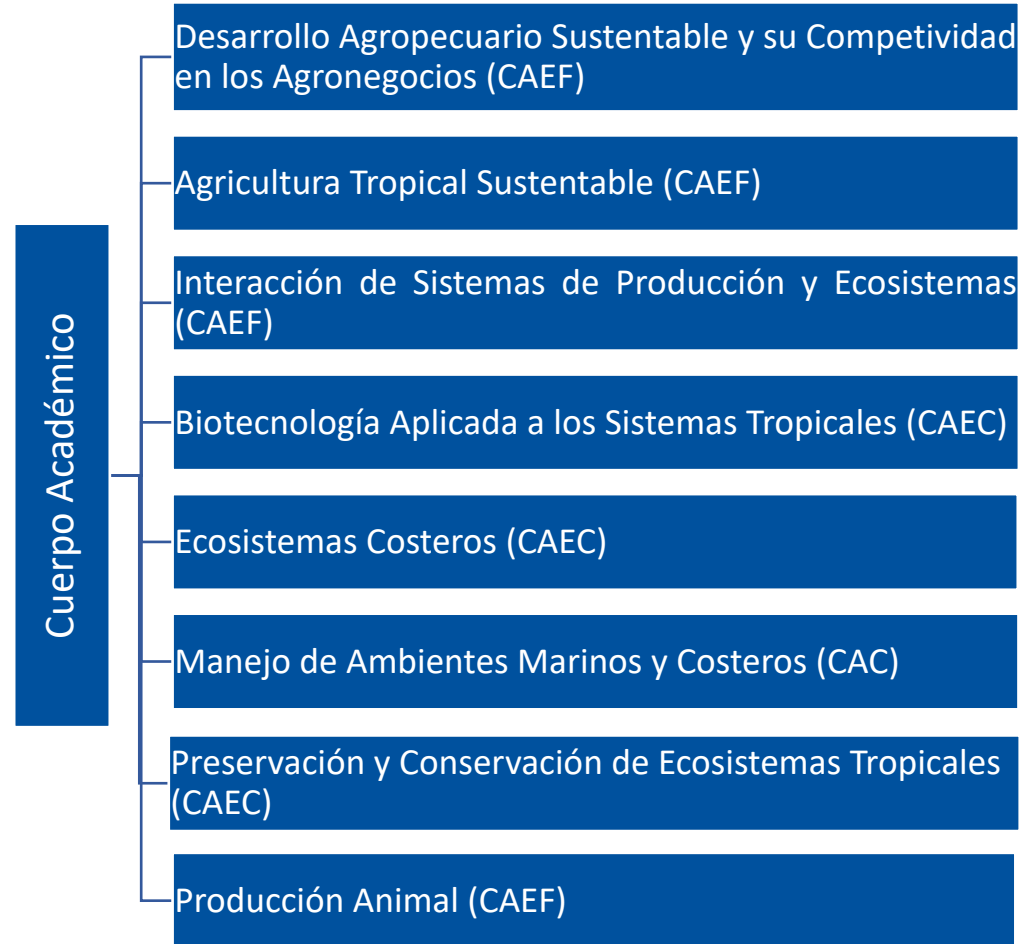 Cuerpo Académico
Desarrollo Agropecuario Sustentable y su Competividad
en los Agronegocios (CAEF)
Agricultura Tropical Sustentable (CAEF)
Interacción de Sistemas de Producción y Ecosistemas
(CAEF)
Biotecnología Aplicada a los Sistemas Tropicales (CAEC)
Ecosistemas Costeros (CAEC)
Manejo de Ambientes Marinos y Costeros (CAC)
Preservación y Conservación de Ecosistemas Tropicales
(CAEC)
Producción Animal (CAEF)